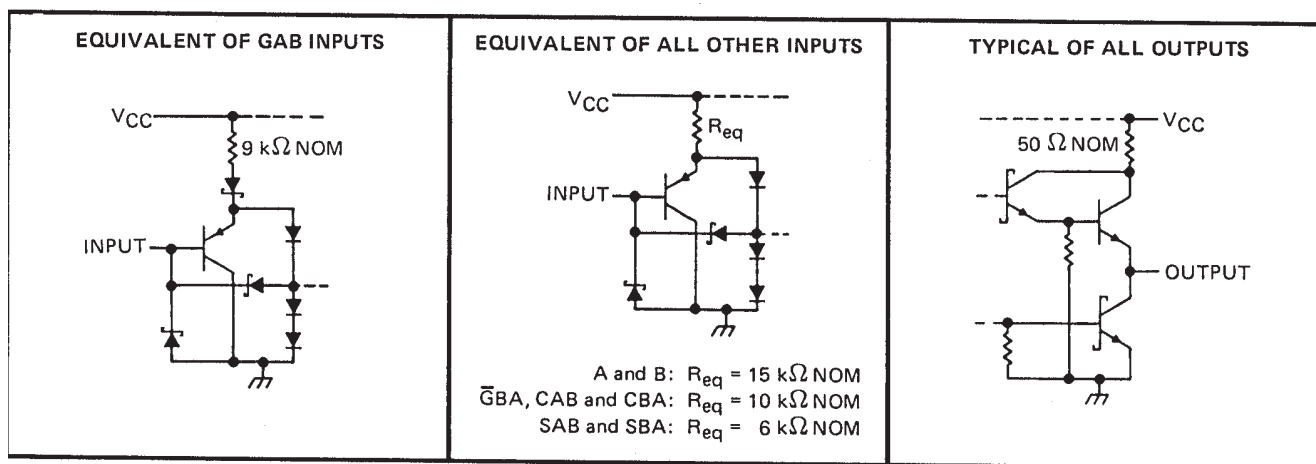 EQUIVALENT OF GAB INPUTS
VCC
9 kΩ NOM
INPUT
EQUIVALENT OF ALL OTHER INPUTS
VCC
Req
INPUT
A and B: Req = 15 kΩ NOM
G̅BA, CAB and CBA: Req = 10 kΩ NOM
SAB and SBA: Req = 6 kΩ NOM
TYPICAL OF ALL OUTPUTS
VCC
50 Ω NOM
OUTPUT